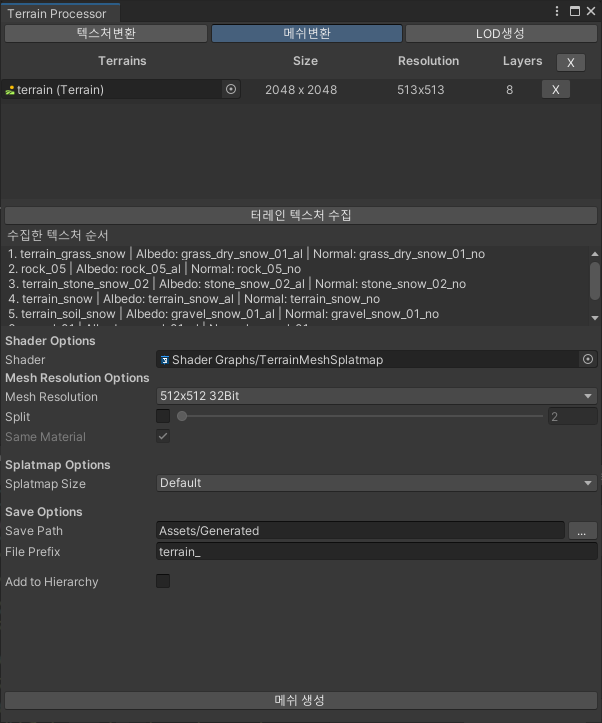 Terrain Processor
텍스처변환 메쉬변환 LOD생성
Terrains Size Resolution Layers X
terrain (Terrain) 2048 x 2048 513x513 8 X
터레인 텍스처 수집
수집한 텍스처 순서
1. terrain_grass_snow | Albedo: grass_dry_snow_01_al | Normal: grass_dry_snow_01_no
2. rock_05 | Albedo: rock_05_al | Normal: rock_05_no
3. terrain_stone_snow_02 | Albedo: stone_snow_02_al | Normal: stone_snow_02_no
4. terrain_snow | Albedo: terrain_snow_al | Normal: terrain_snow_no
5. terrain_soil_snow | Albedo: gravel_snow_01_al | Normal: gravel_snow_01_no
Shader Options
Shader Shader Graphs/TerrainMeshSplatmap
Mesh Resolution Options
Mesh Resolution 512x512 32Bit
Split 2
Same Material
Splatmap Options
Splatmap Size Default
Save Options
Save Path Assets/Generated ...
File Prefix terrain_
Add to Hierarchy
메쉬 생성